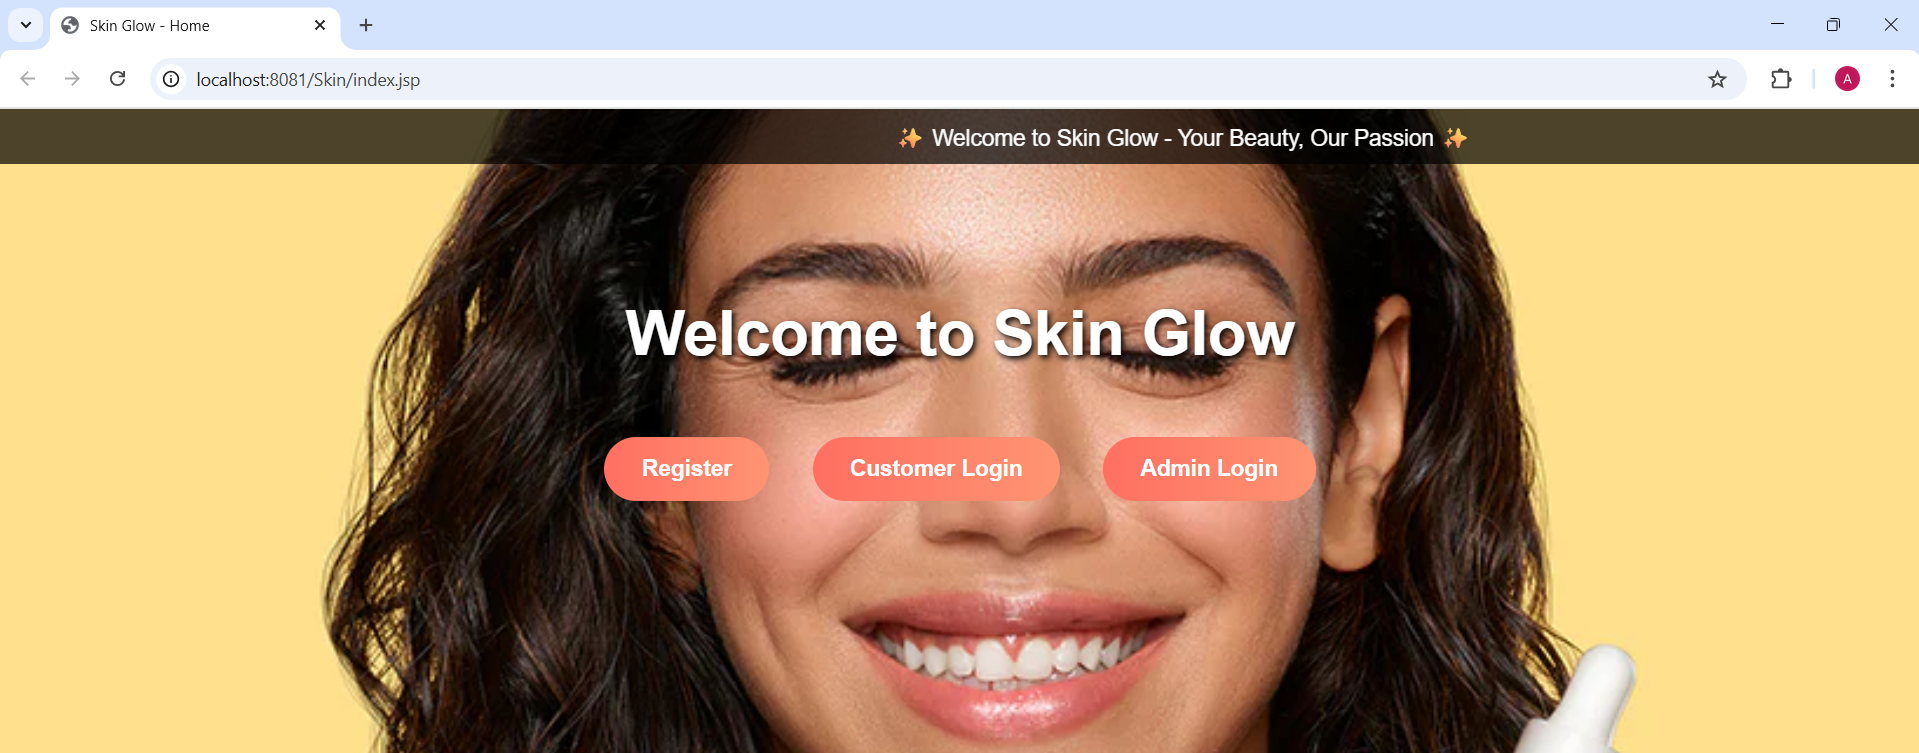 Skin Glow - Home
localhost:8081/Skin/index.jsp
A
✨ Welcome to Skin Glow - Your Beauty, Our Passion ✨
Welcome to Skin Glow
Register
Customer Login
Admin Login